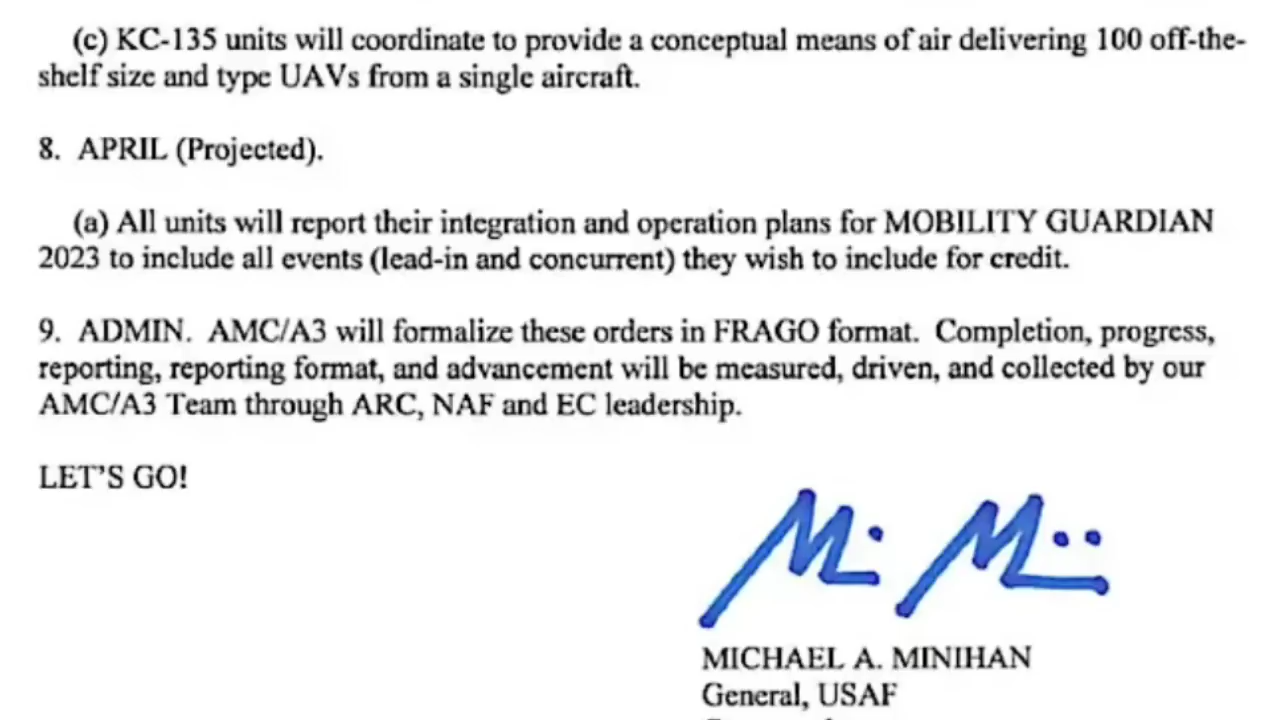 (c) KC-135 units will coordinate to provide a conceptual means of air delivering 100 off-the-
shelf size and type UAVs from a single aircraft.
8. APRIL (Projected).
(a) All units will report their integration and operation plans for MOBILITY GUARDIAN
2023 to include all events (lead-in and concurrent) they wish to include for credit.
9. ADMIN. AMC/A3 will formalize these orders in FRAGO format. Completion, progress,
reporting, reporting format, and advancement will be measured, driven, and collected by our
AMC/A3 Team through ARC, NAF and EC leadership.
LET'S GO!
MICHAEL A. MINIHAN
General, USAF